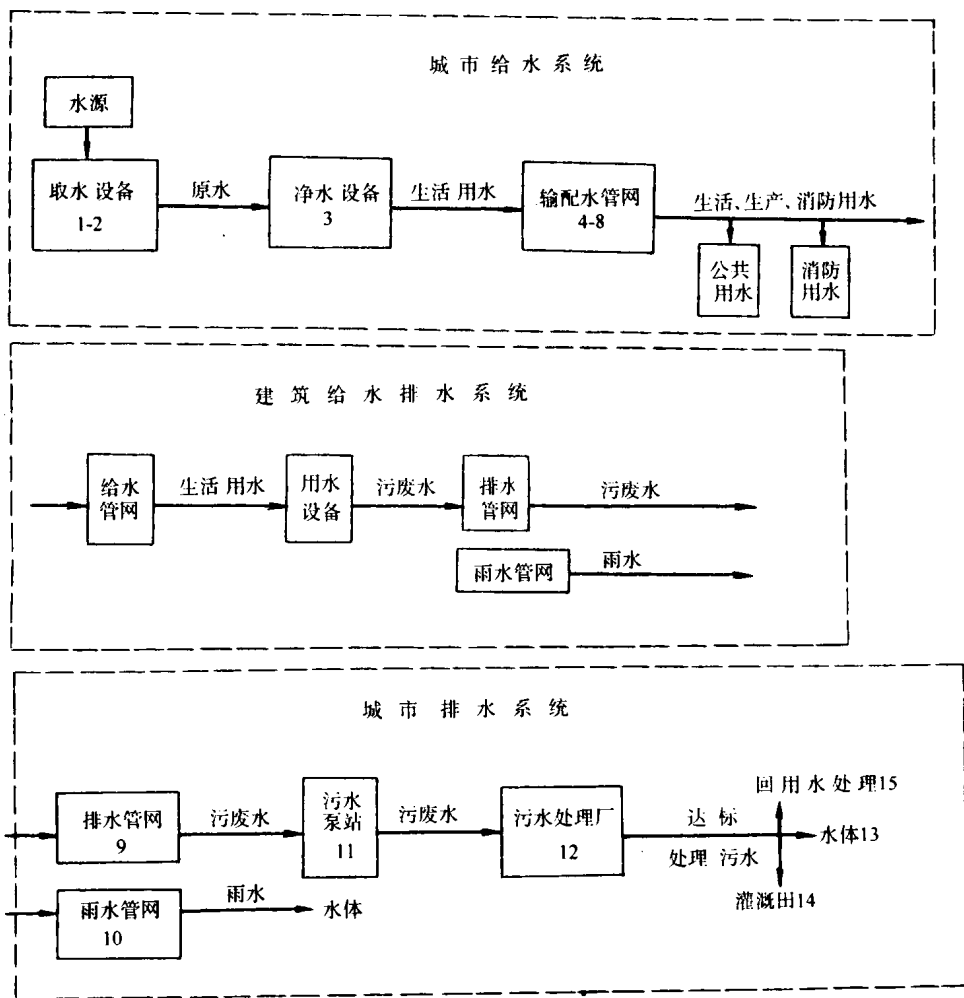 城市给水系统
水源
取水设备
1-2
原水
净水设备
3
生活用水
输配水管网
4-8
生活、生产、消防用水
公共
用水
消防
用水
建筑给水排水系统
给水
管网
生活用水
用水
设备
污废水
排水
管网
污废水
雨水管网
雨水
城市排水系统
排水管网
9
污废水
污水
泵站
11
污废水
污水处理厂
12
达标
处理污水
回用水处理15
水体13
灌溉田14
雨水管网
10
雨水
水体